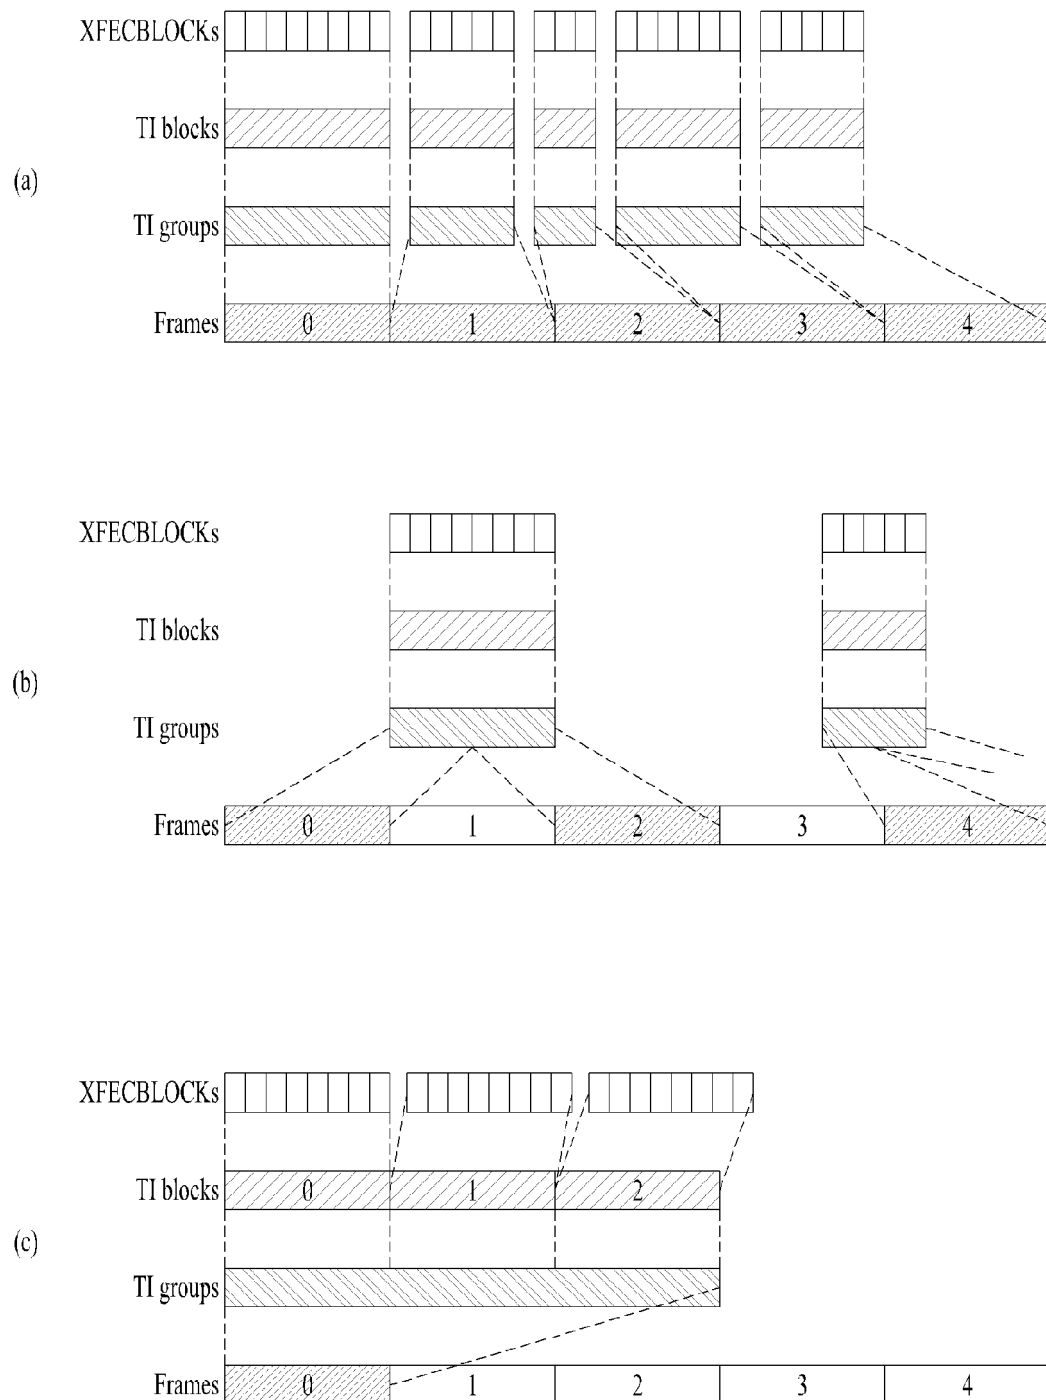 XFECBLOCKs
TI blocks
(a)
TI groups
Frames 0 1 2 3 4
XFECBLOCKs
TI blocks
(b)
TI groups
Frames 0 1 2 3 4
XFECBLOCKs
TI blocks 0 1 2
(c)
TI groups
Frames 0 1 2 3 4